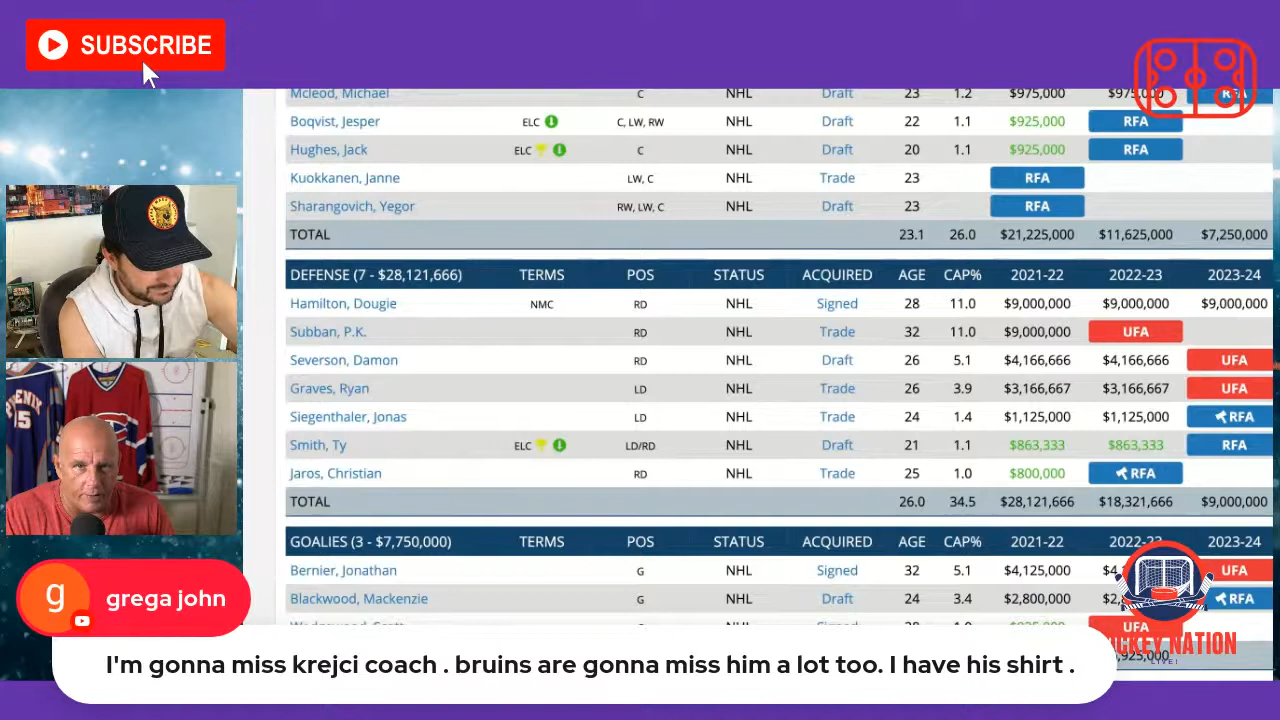 SUBSCRIBE
Mcleod, Michael C NHL Draft 23 1.2 $975,000 RFA
Boqvist, Jesper ELC C, LW, RW NHL Draft 22 1.1 $925,000 RFA
Hughes, Jack ELC C NHL Draft 20 1.1 $925,000 RFA
Kuokkanen, Janne LW, C NHL Trade 23 RFA
Sharangovich, Yegor RW, LW, C NHL Draft 23 RFA
TOTAL 23.1 26.0 $21,225,000 $11,625,000 $7,250,000
DEFENSE (7 - $28,121,666) TERMS POS STATUS ACQUIRED AGE CAP% 2021-22 2022-23 2023-24
Hamilton, Dougie NMC RD NHL Signed 28 11.0 $9,000,000 $9,000,000 $9,000,000
Subban, P.K. RD NHL Trade 32 11.0 $9,000,000 UFA
Severson, Damon RD NHL Draft 26 5.1 $4,166,666 $4,166,666 UFA
Graves, Ryan LD NHL Trade 26 3.9 $3,166,667 $3,166,667 UFA
Siegenthaler, Jonas LD NHL Trade 24 1.4 $1,125,000 $1,125,000 RFA
Smith, Ty ELC LD/RD NHL Draft 21 1.1 $863,333 $863,333 RFA
Jaros, Christian RD NHL Trade 25 1.0 $800,000 RFA
TOTAL 26.0 34.5 $28,121,666 $18,321,666 $9,000,000
GOALIES (3 - $7,750,000) TERMS POS STATUS ACQUIRED AGE CAP% 2021-22 2022-23 2023-24
Bernier, Jonathan G NHL Signed 32 5.1 $4,125,000 UFA
Blackwood, Mackenzie G NHL Draft 24 3.4 $2,800,000 RFA
UFA
g grega john
I'm gonna miss krejci coach . bruins are gonna miss him a lot too. I have his shirt .
NATION
LIVE!